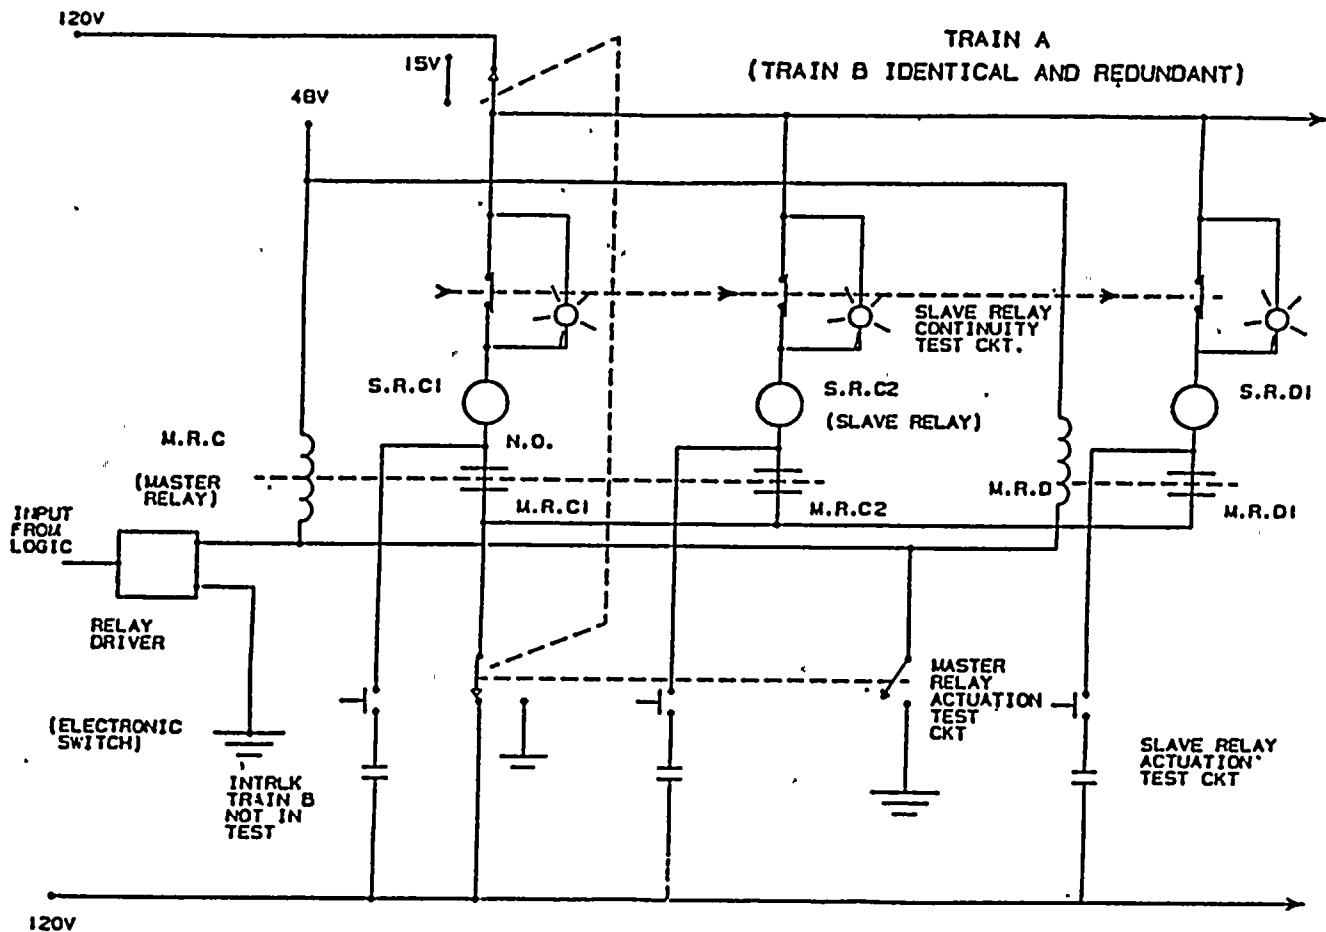 120V
TRAIN A
(TRAIN B IDENTICAL AND REDUNDANT)
15V
48V
SLAVE RELAY
CONTINUITY
TEST CKT.
S.R.C1
S.R.C2
(SLAVE RELAY)
S.R.D1
M.R.C
(MASTER
RELAY)
N.O.
M.R.C1
M.R.C2
M.R.D
M.R.D1
INPUT
FROM
LOGIC
RELAY
DRIVER
(ELECTRONIC
SWITCH)
INTRLK
TRAIN B
NOT IN
TEST
MASTER
RELAY
ACTUATION
TEST
CKT
SLAVE RELAY
ACTUATION
TEST CKT
120V